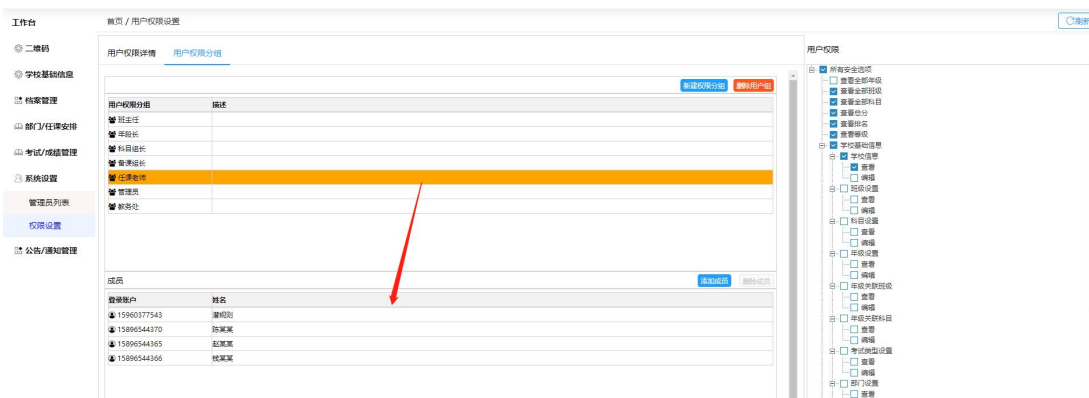 工作台
首页 / 用户权限设置
刷新
二维码
学校基础信息
档案管理
部门/任课安排
考试/成绩管理
系统设置
管理员列表
权限设置
公告/通知管理
用户权限详情 用户权限分组
新建权限分组 删除用户组
用户权限分组 描述
班主任
年段长
科目组长
备课组长
任课老师
管理员
教务处
成员
添加成员 删除成员
登录账户 姓名
15960377543 潜规则
15896544370 陈某某
15896544365 赵某某
15896544366 钱某某
用户权限
所有安全选项
查看全部年级
查看全部班级
查看全部科目
查看总分
查看排名
查看等级
学校基础信息
学校信息
查看
编辑
班级设置
查看
编辑
科目设置
查看
编辑
年级设置
查看
编辑
年级关联班级
查看
编辑
年级关联科目
查看
编辑
考试类型设置
查看
编辑
部门设置
查看